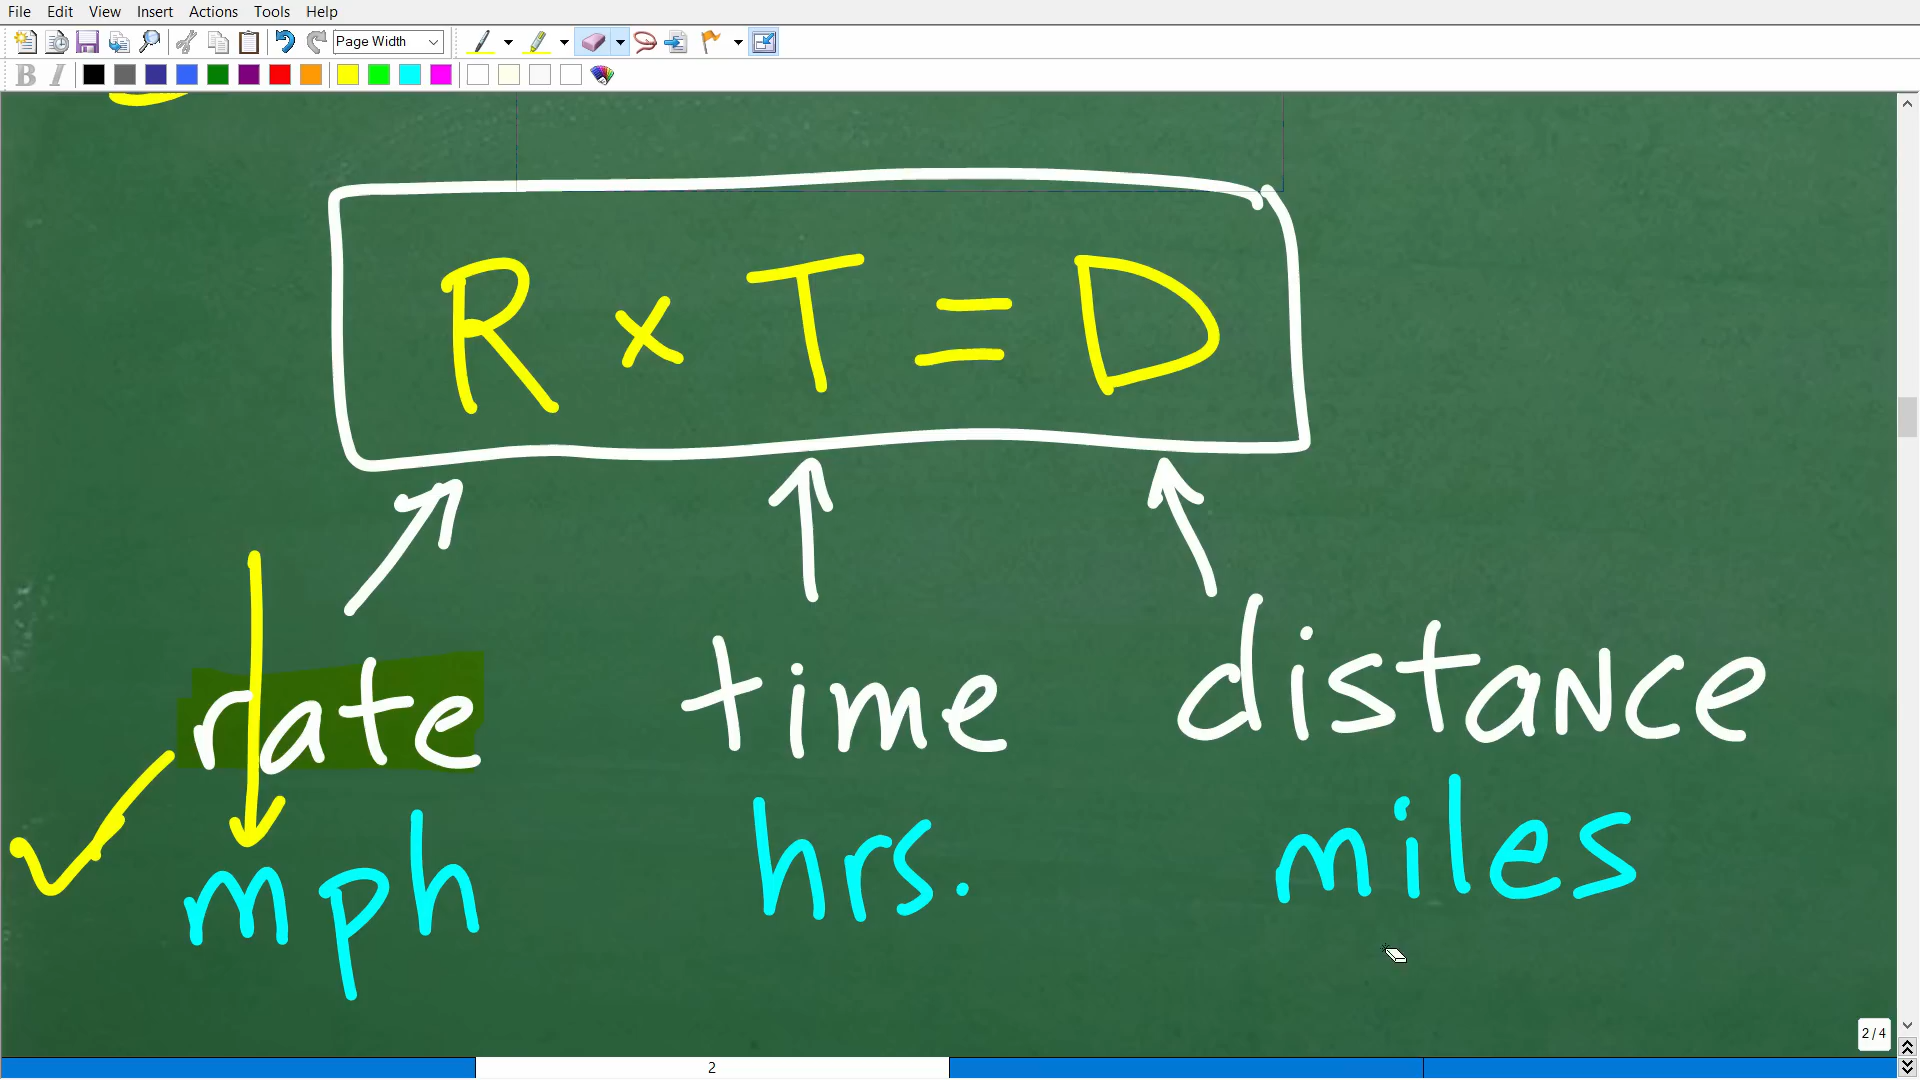 File Edit View Insert Actions Tools Help
Page Width
B I
R × T = D
rate time distance
mph hrs. miles
2/4
2